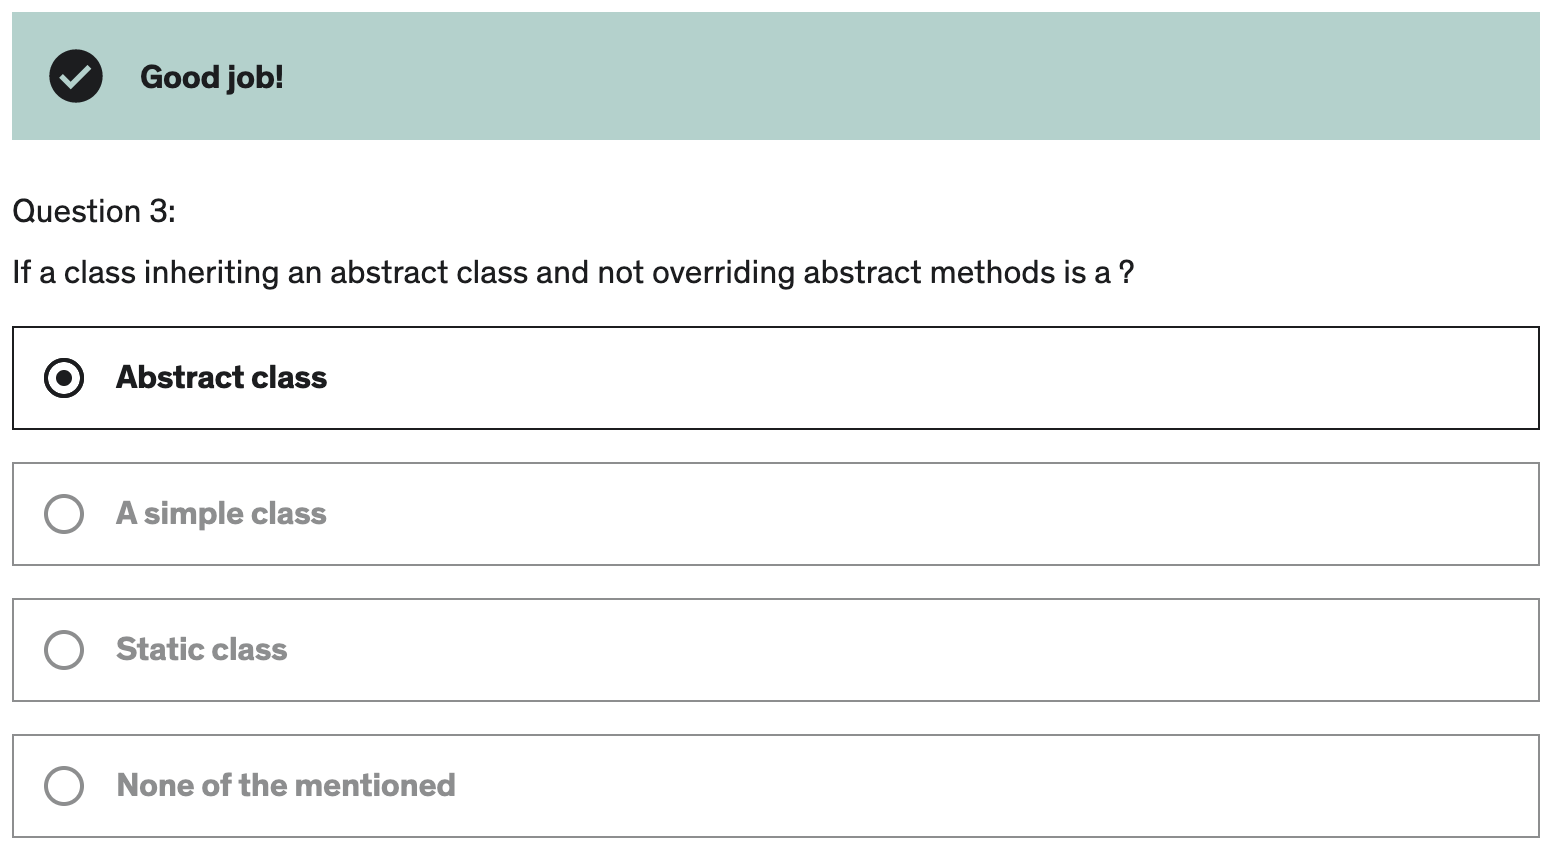 Good job!
Question 3:
If a class inheriting an abstract class and not overriding abstract methods is a ?
Abstract class
A simple class
Static class
None of the mentioned